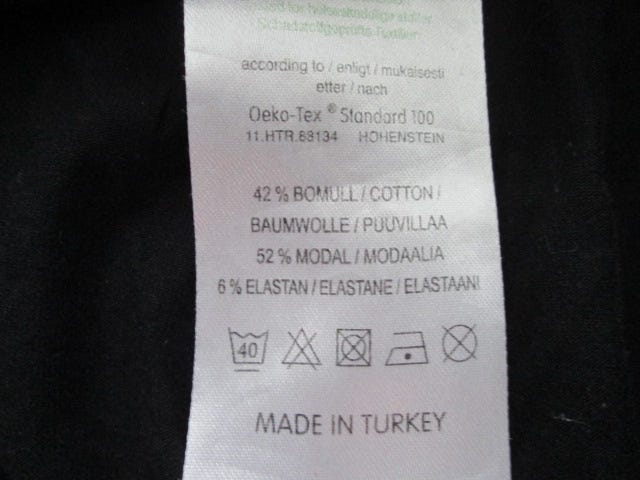 according to / enligt / mukaisesti
etter / nach
Oeko-Tex ® Standard 100
11.HTR.83134 HOHENSTEIN
42 % BOMULL / COTTON /
BAUMWOLLE / PUUVILLAA
52 % MODAL / MODAALIA
6 % ELASTAN / ELASTANE / ELASTAANI
40
MADE IN TURKEY